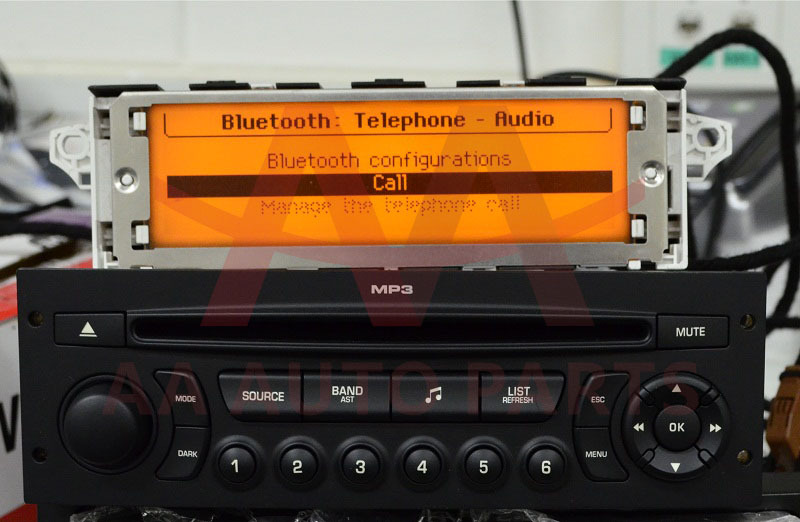 Bluetooth: Telephone - Audio
Bluetooth configurations
Call
Manage the telephone call
MP3
MUTE
MODE
SOURCE
BAND
AST
LIST
REFRESH
ESC
DARK
MENU
OK
1 2 3 4 5 6
AA AUTO PARTS